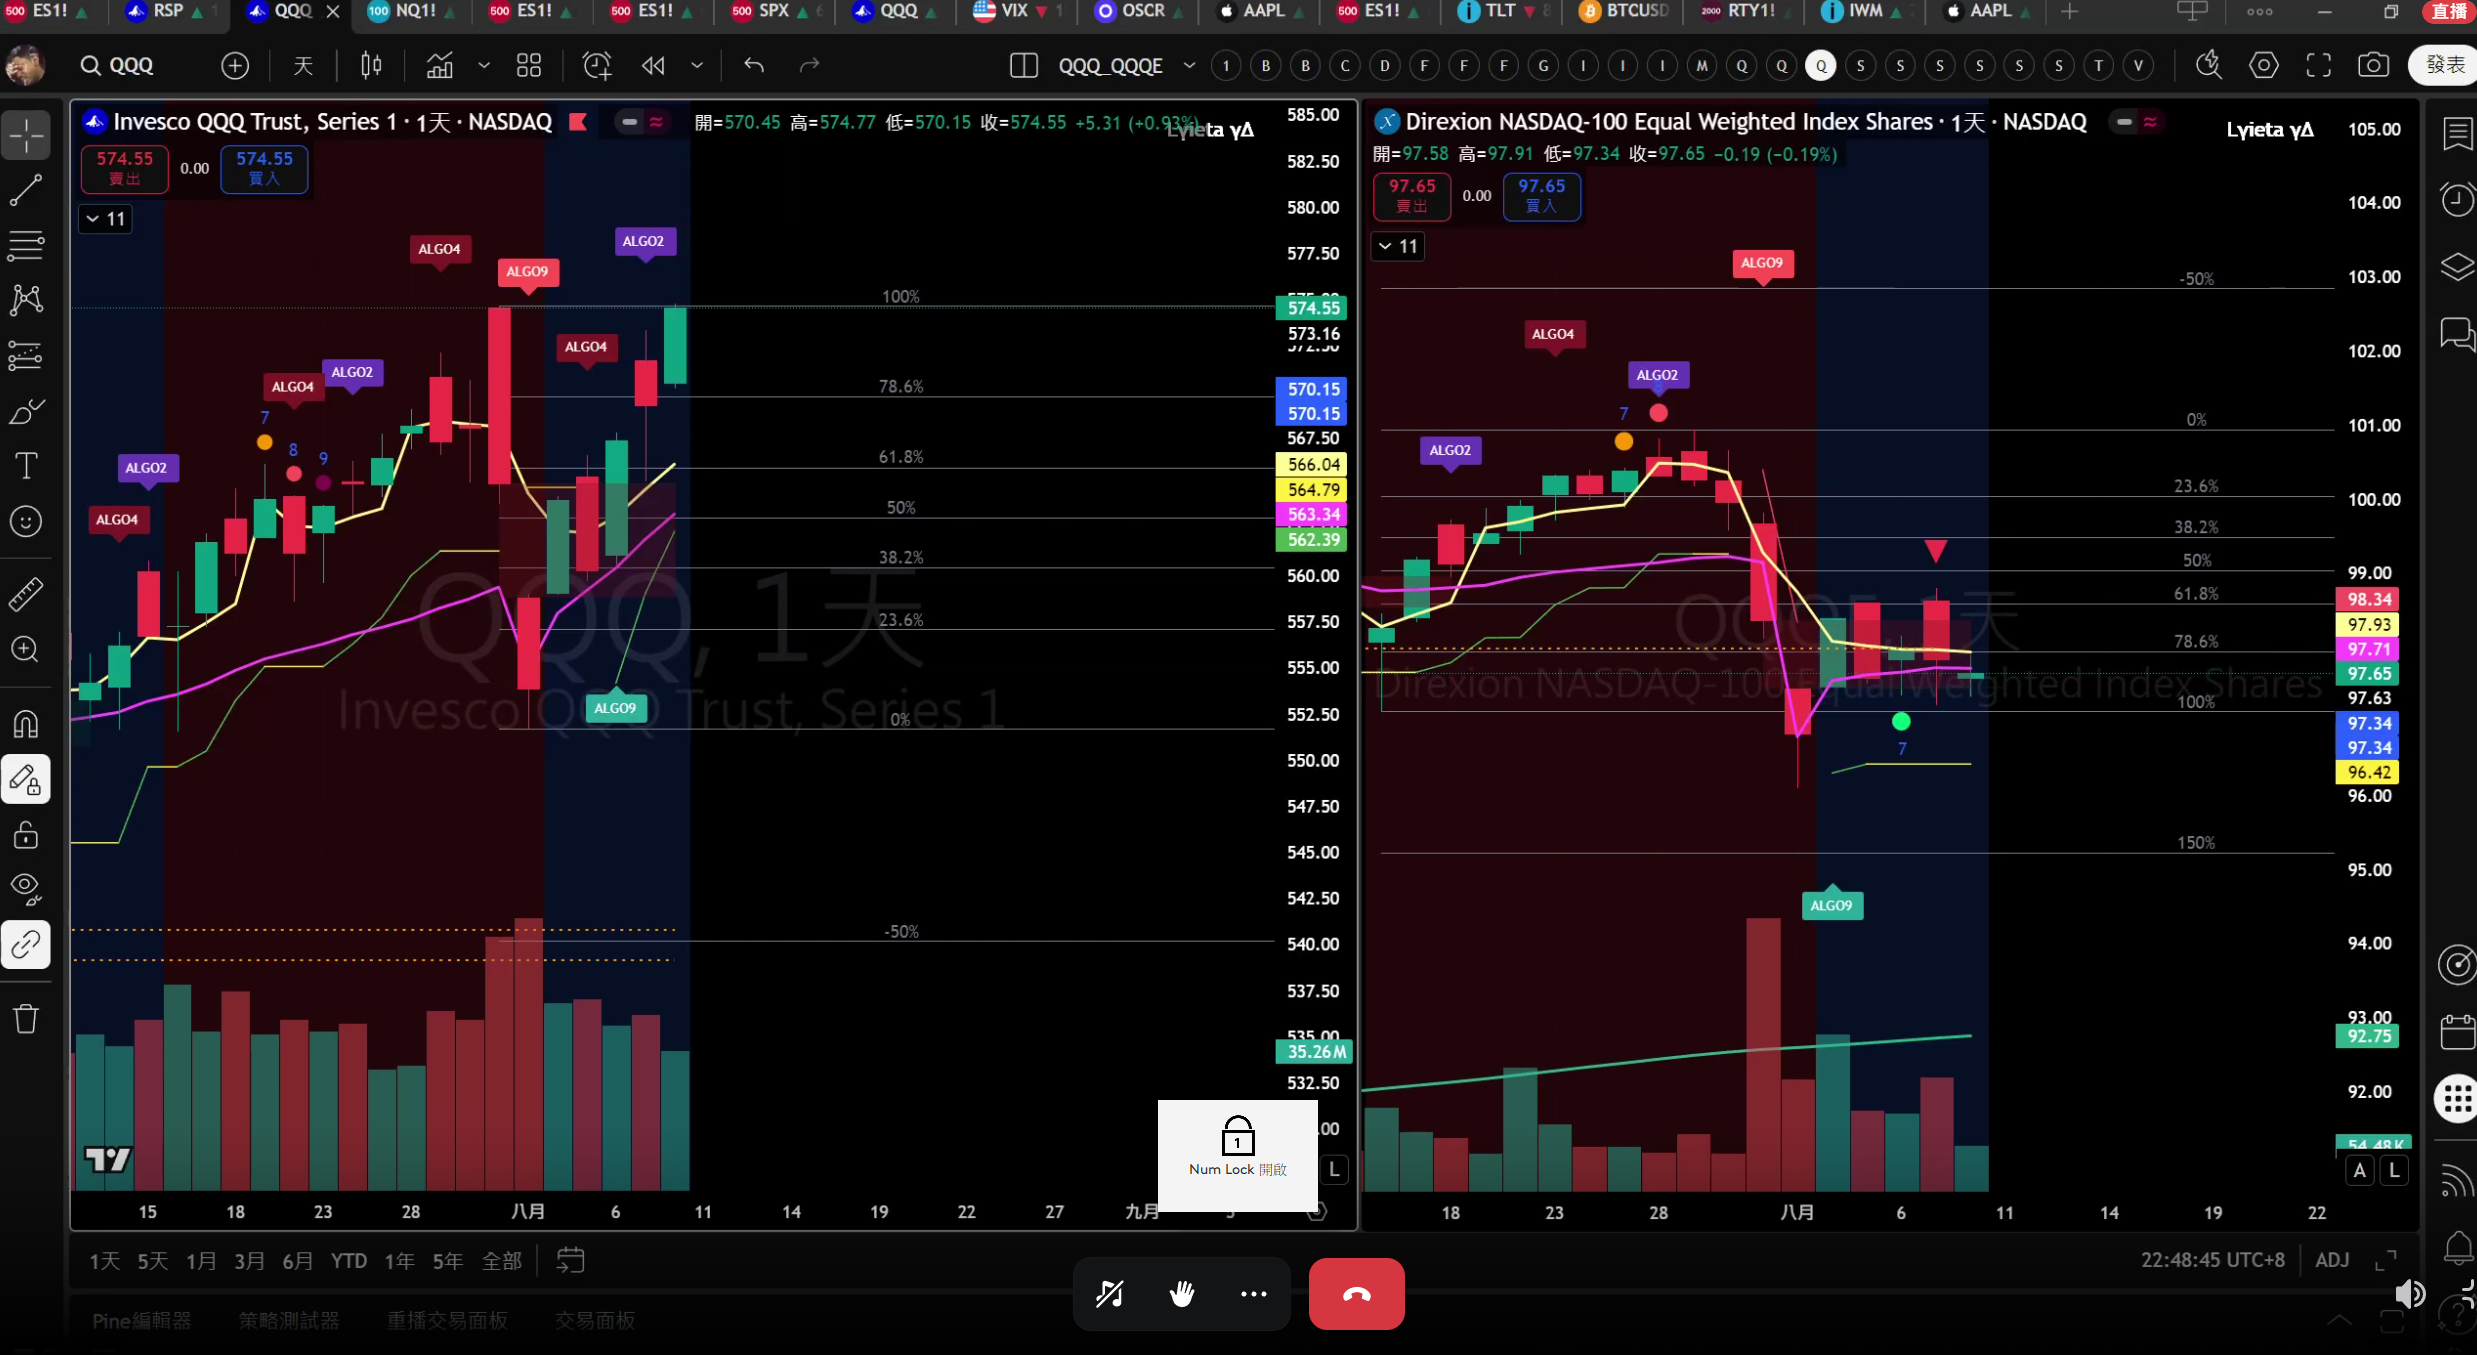 ES1! RSP QQQ NQ1! ES1! ES1! SPX QQQ VIX OSCR AAPL ES1! TLT BTCUSD RTY1! IWM AAPL 直播
QQQ 天 QQQ_QQQE 1 B B C D F F F G I I I M Q Q Q S S S S S S T V 發表
Invesco QQQ Trust, Series 1 · 1天 · NASDAQ 開=570.45 高=574.77 低=570.15 收=574.55 +5.31 (+0.93%)
Lyieta γΔ
574.55 賣出 0.00 574.55 買入
11
ALGO4
ALGO2
ALGO4
ALGO2
ALGO4
ALGO9
ALGO4
ALGO2
ALGO9
7
8
9
100%
78.6%
61.8%
50%
38.2%
23.6%
0%
-50%
QQQ, 1天
Invesco QQQ Trust, Series 1
585.00
582.50
580.00
577.50
574.55
573.16
570.15
570.15
567.50
566.04
564.79
563.34
562.39
560.00
557.50
555.00
552.50
550.00
547.50
545.00
542.50
540.00
537.50
535.00
35.26M
532.50
L
15 18 23 28 八月 6 11 14 19 22 27 九月
Num Lock 開啟
Direxion NASDAQ-100 Equal Weighted Index Shares · 1天 · NASDAQ
開=97.58 高=97.91 低=97.34 收=97.65 −0.19 (−0.19%)
Lyieta γΔ
97.65 賣出 0.00 97.65 買入
11
ALGO2
ALGO4
ALGO2
ALGO9
ALGO9
7
7
-50%
0%
23.6%
38.2%
50%
61.8%
78.6%
100%
150%
QQQE, 1天
Direxion NASDAQ-100 Equal Weighted Index Shares
105.00
104.00
103.00
102.00
101.00
100.00
99.00
98.34
97.93
97.71
97.65
97.63
97.34
97.34
96.42
96.00
95.00
94.00
93.00
92.75
92.00
54.48K
A L
18 23 28 八月 6 11 14 19 22
1天 5天 1月 3月 6月 YTD 1年 5年 全部
22:48:45 UTC+8 ADJ
Pine編輯器 策略測試器 重播交易面板 交易面板